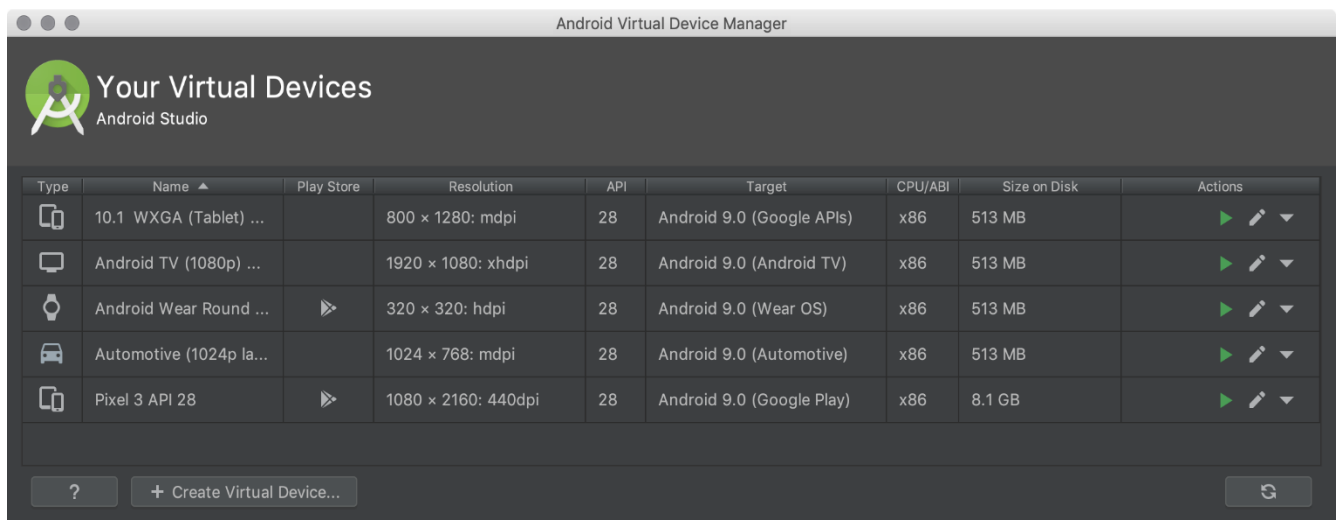 Android Virtual Device Manager
Your Virtual Devices
Android Studio
Type Name ▲ Play Store Resolution API Target CPU/ABI Size on Disk Actions
10.1 WXGA (Tablet) ... 800 × 1280: mdpi 28 Android 9.0 (Google APIs) x86 513 MB
Android TV (1080p) ... 1920 × 1080: xhdpi 28 Android 9.0 (Android TV) x86 513 MB
Android Wear Round ... 320 × 320: hdpi 28 Android 9.0 (Wear OS) x86 513 MB
Automotive (1024p la... 1024 × 768: mdpi 28 Android 9.0 (Automotive) x86 513 MB
Pixel 3 API 28 1080 × 2160: 440dpi 28 Android 9.0 (Google Play) x86 8.1 GB
? + Create Virtual Device...